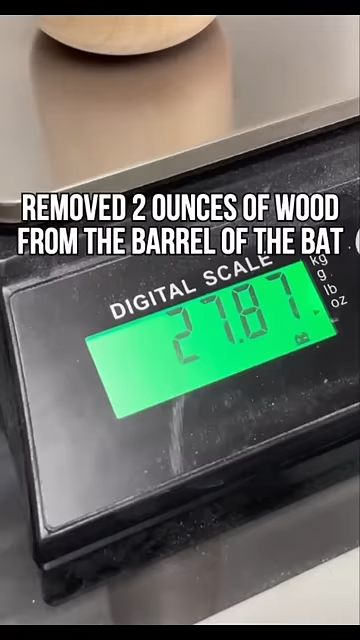 REMOVED 2 OUNCES OF WOOD
FROM THE BARREL OF THE BAT
DIGITAL SCALE
27.87
kg
g
lb
oz